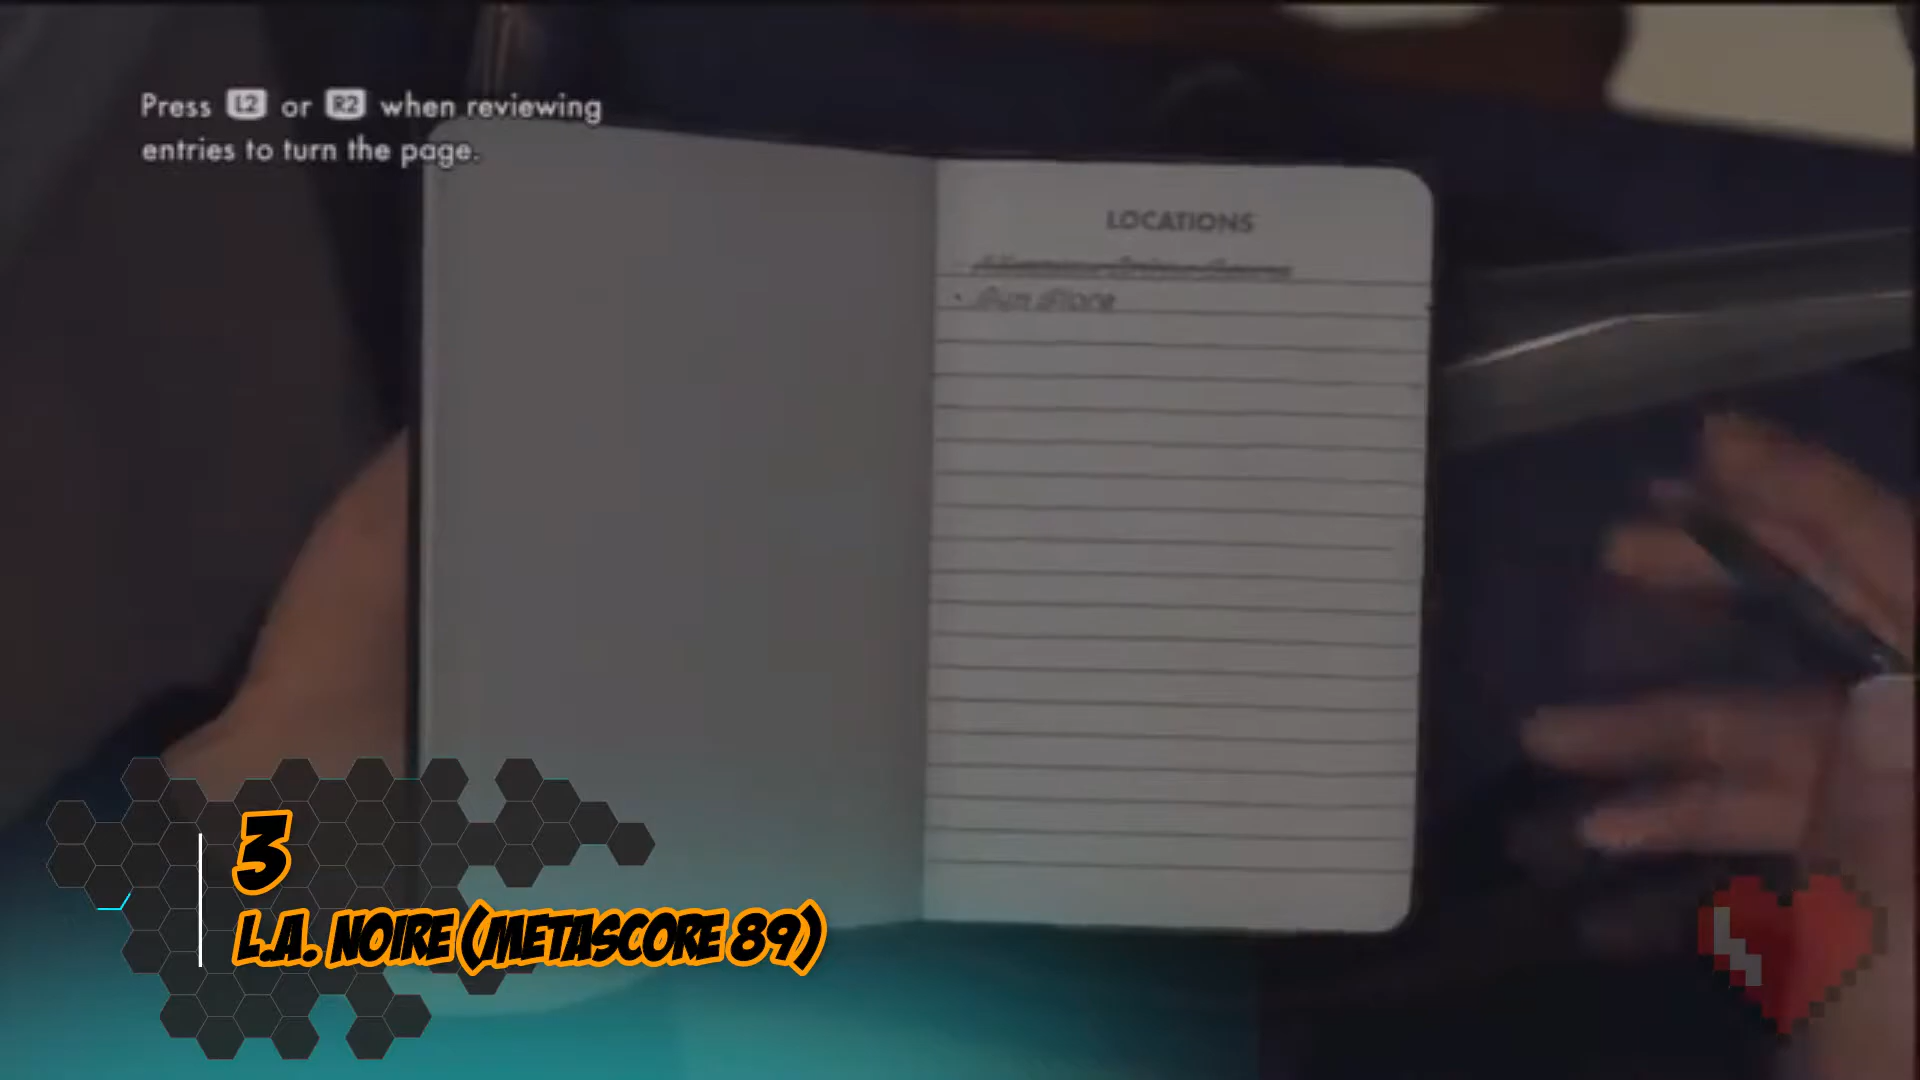 Press L2 or R2 when reviewing
entries to turn the page.
LOCATIONS
3
L.A. NOIRE (METASCORE 89)